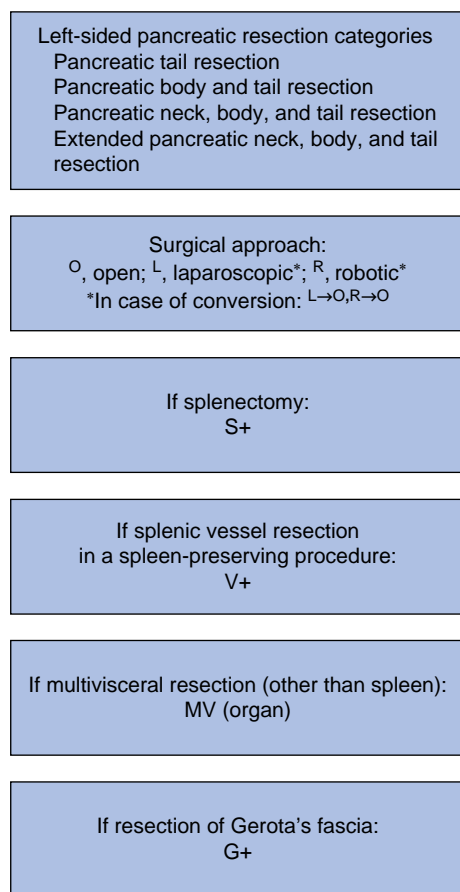 Left-sided pancreatic resection categories
Pancreatic tail resection
Pancreatic body and tail resection
Pancreatic neck, body, and tail resection
Extended pancreatic neck, body, and tail
resection
Surgical approach:
O, open; L, laparoscopic*; R, robotic*
*In case of conversion: L→O,R→O
If splenectomy:
S+
If splenic vessel resection
in a spleen-preserving procedure:
V+
If multivisceral resection (other than spleen):
MV (organ)
If resection of Gerota's fascia:
G+